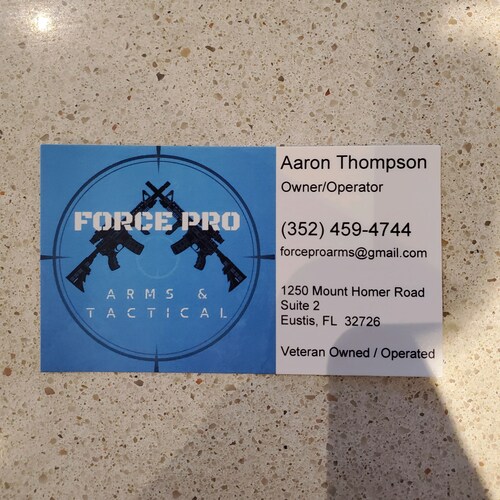 FORCE PRO
ARMS &
TACTICAL
Aaron Thompson
Owner/Operator
(352) 459-4744
forceproarms@gmail.com
1250 Mount Homer Road
Suite 2
Eustis, FL 32726
Veteran Owned / Operated